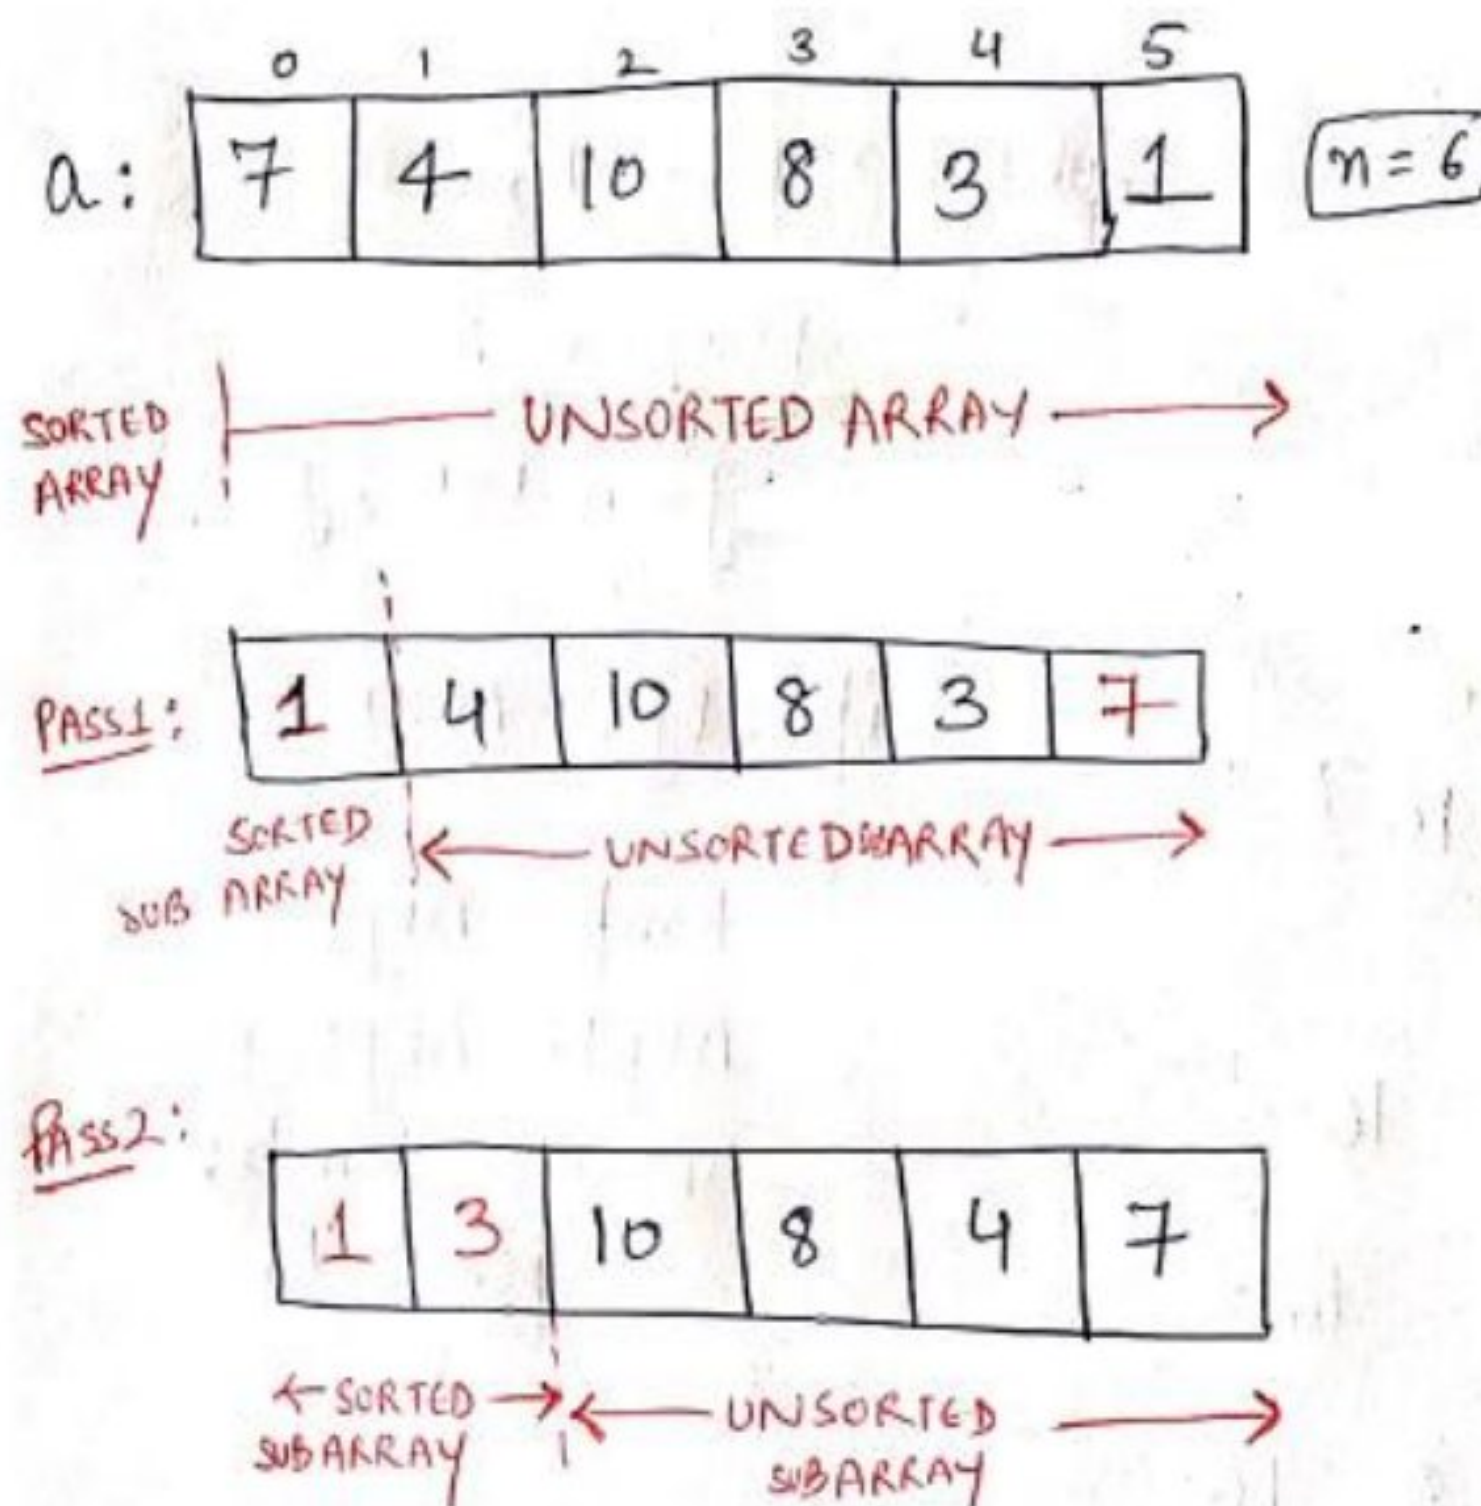 0 1 2 3 4 5
a: 7 4 10 8 3 1 n = 6
SORTED ARRAY
UNSORTED ARRAY
PASS1: 1 4 10 8 3 7
SORTED
SUB ARRAY
UNSORTED ARRAY
PASS2:
1 3 10 8 4 7
SORTED
SUBARRAY
UNSORTED
SUBARRAY